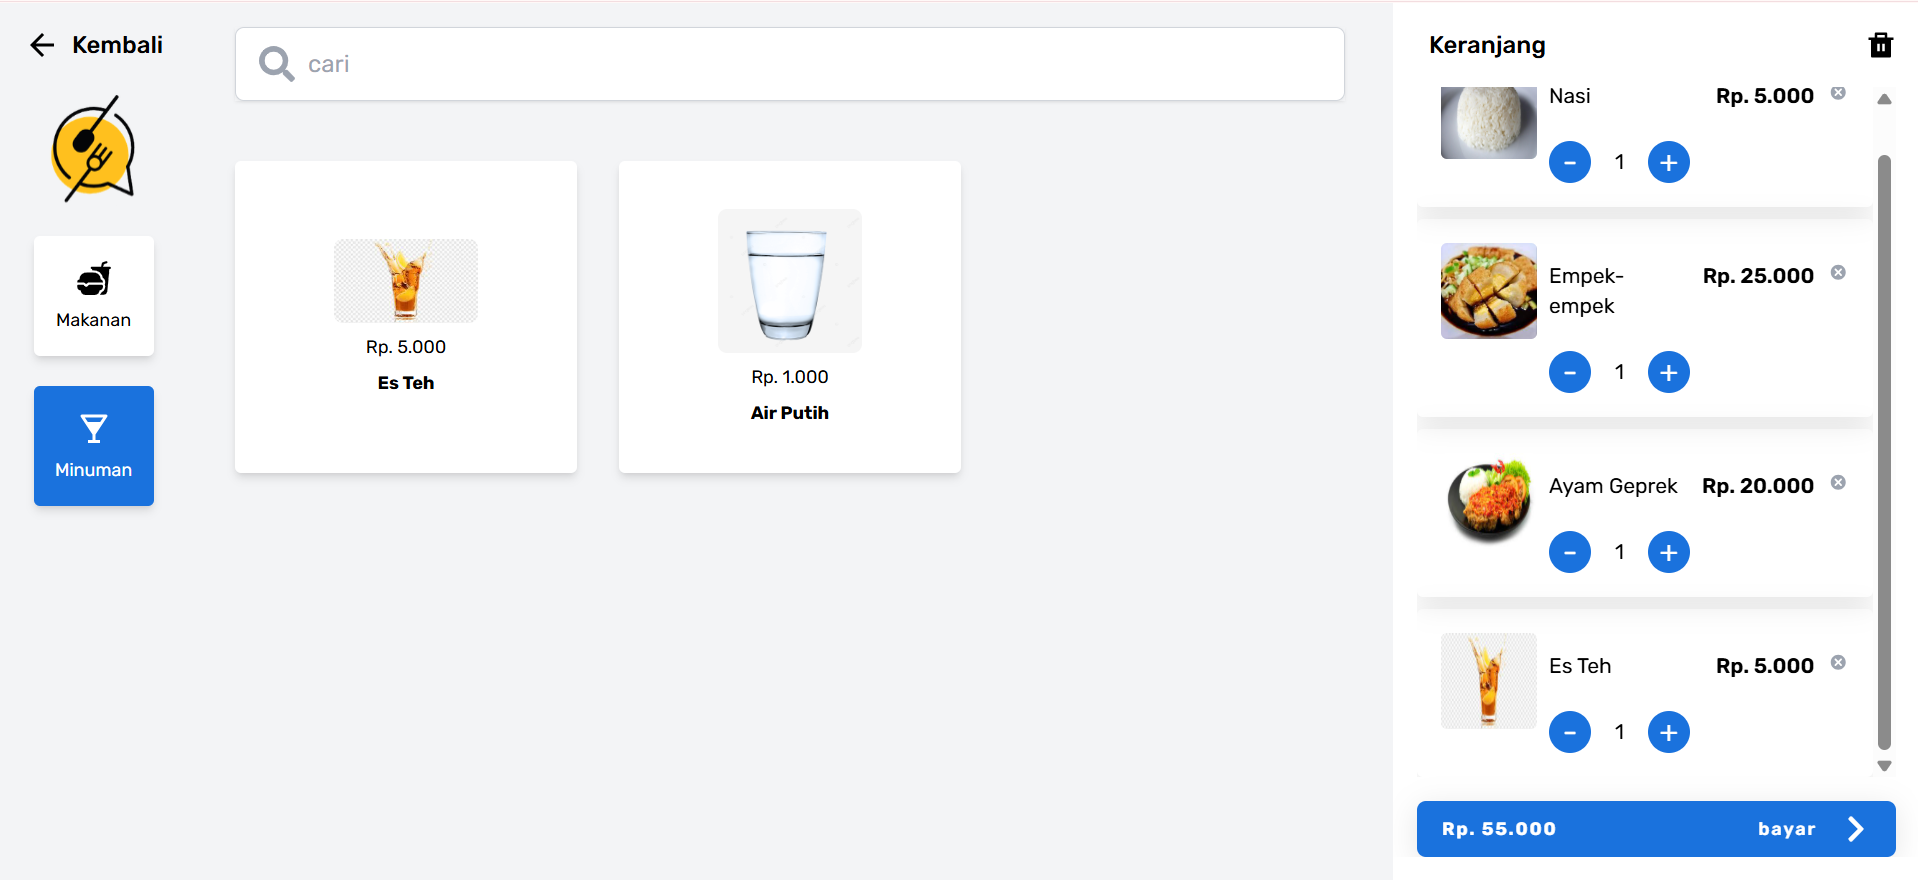 Kembali
Makanan
Minuman
cari
Rp. 5.000
Es Teh
Rp. 1.000
Air Putih
Keranjang
Nasi
Rp. 5.000
- 1 +
Empek-
empek
Rp. 25.000
- 1 +
Ayam Geprek
Rp. 20.000
- 1 +
Es Teh
Rp. 5.000
- 1 +
Rp. 55.000
bayar